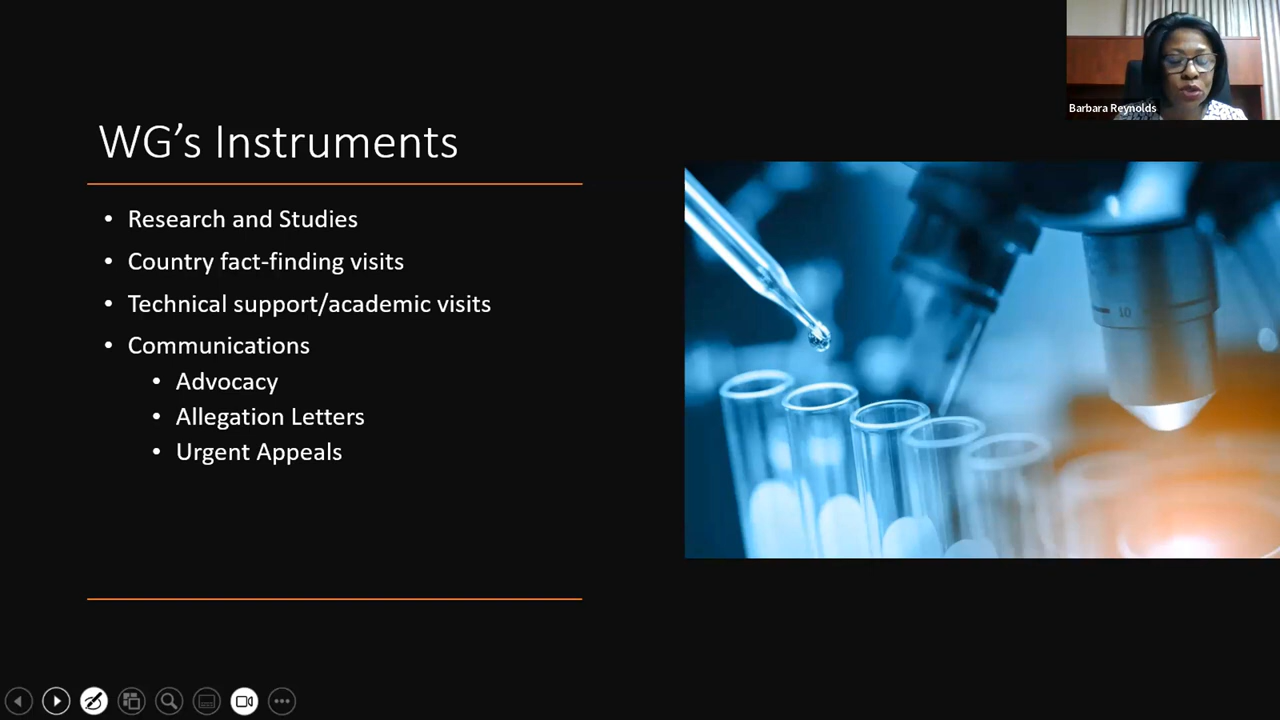 Barbara Reynolds
WG's Instruments
• Research and Studies
• Country fact-finding visits
• Technical support/academic visits
• Communications
• Advocacy
• Allegation Letters
• Urgent Appeals
10